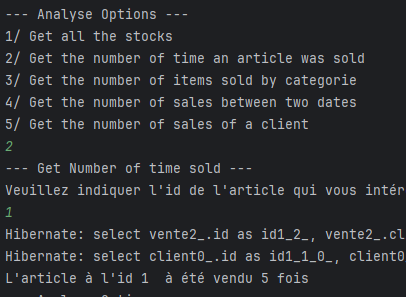 --- Analyse Options ---
1/ Get all the stocks
2/ Get the number of time an article was sold
3/ Get the number of items sold by categorie
4/ Get the number of sales between two dates
5/ Get the number of sales of a client
2
--- Get Number of time sold ---
Veuillez indiquer l'id de l'article qui vous intér
1
Hibernate: select vente2_.id as id1_2_, vente2_.cl
Hibernate: select client0_.id as id1_1_0_, client0
L'article à l'id 1  à été vendu 5 fois